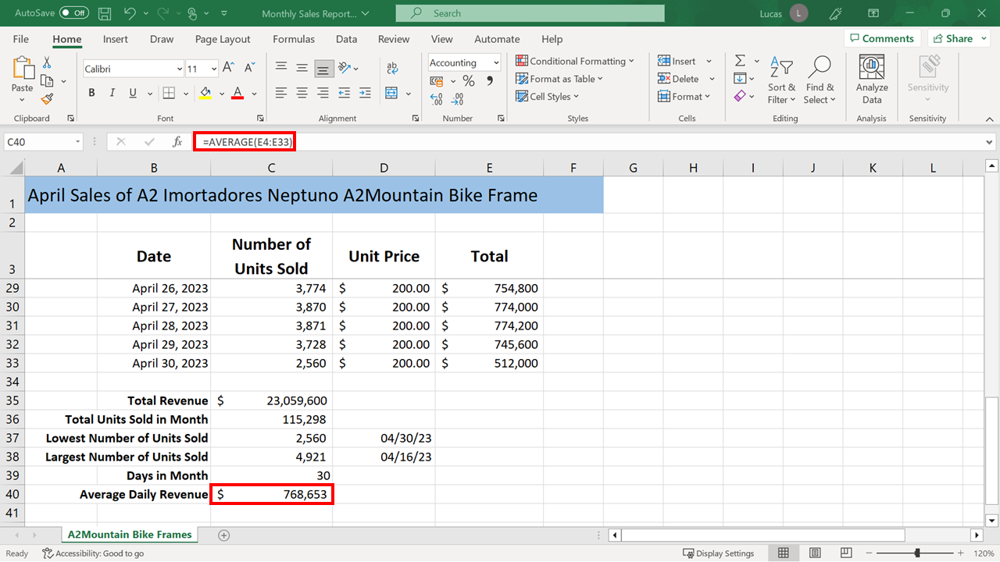 AutoSave Off Monthly Sales Report... Search Lucas L
File Home Insert Draw Page Layout Formulas Data Review View Automate Help Comments Share
Paste Calibri 11 A A Accounting Conditional Formatting Insert
B I U A ab c % 9 Format as Table Delete Sort & Find & Analyze Sensitivity
.00 .00 Cell Styles Format Filter Select Data
Clipboard Font Alignment Number Styles Cells Editing Analysis Sensitivity
C40 fx =AVERAGE(E4:E33)
A B C D E F G H I J K L
1 April Sales of A2 Imortadores Neptuno A2Mountain Bike Frame
2
3 Date Number of Units Sold Unit Price Total
29 April 26, 2023 3,774 $ 200.00 $ 754,800
30 April 27, 2023 3,870 $ 200.00 $ 774,000
31 April 28, 2023 3,871 $ 200.00 $ 774,200
32 April 29, 2023 3,728 $ 200.00 $ 745,600
33 April 30, 2023 2,560 $ 200.00 $ 512,000
34
35 Total Revenue $ 23,059,600
36 Total Units Sold in Month 115,298
37 Lowest Number of Units Sold 2,560 04/30/23
38 Largest Number of Units Sold 4,921 04/16/23
39 Days in Month 30
40 Average Daily Revenue $ 768,653
41
A2Mountain Bike Frames
Ready Accessibility: Good to go Display Settings 120%